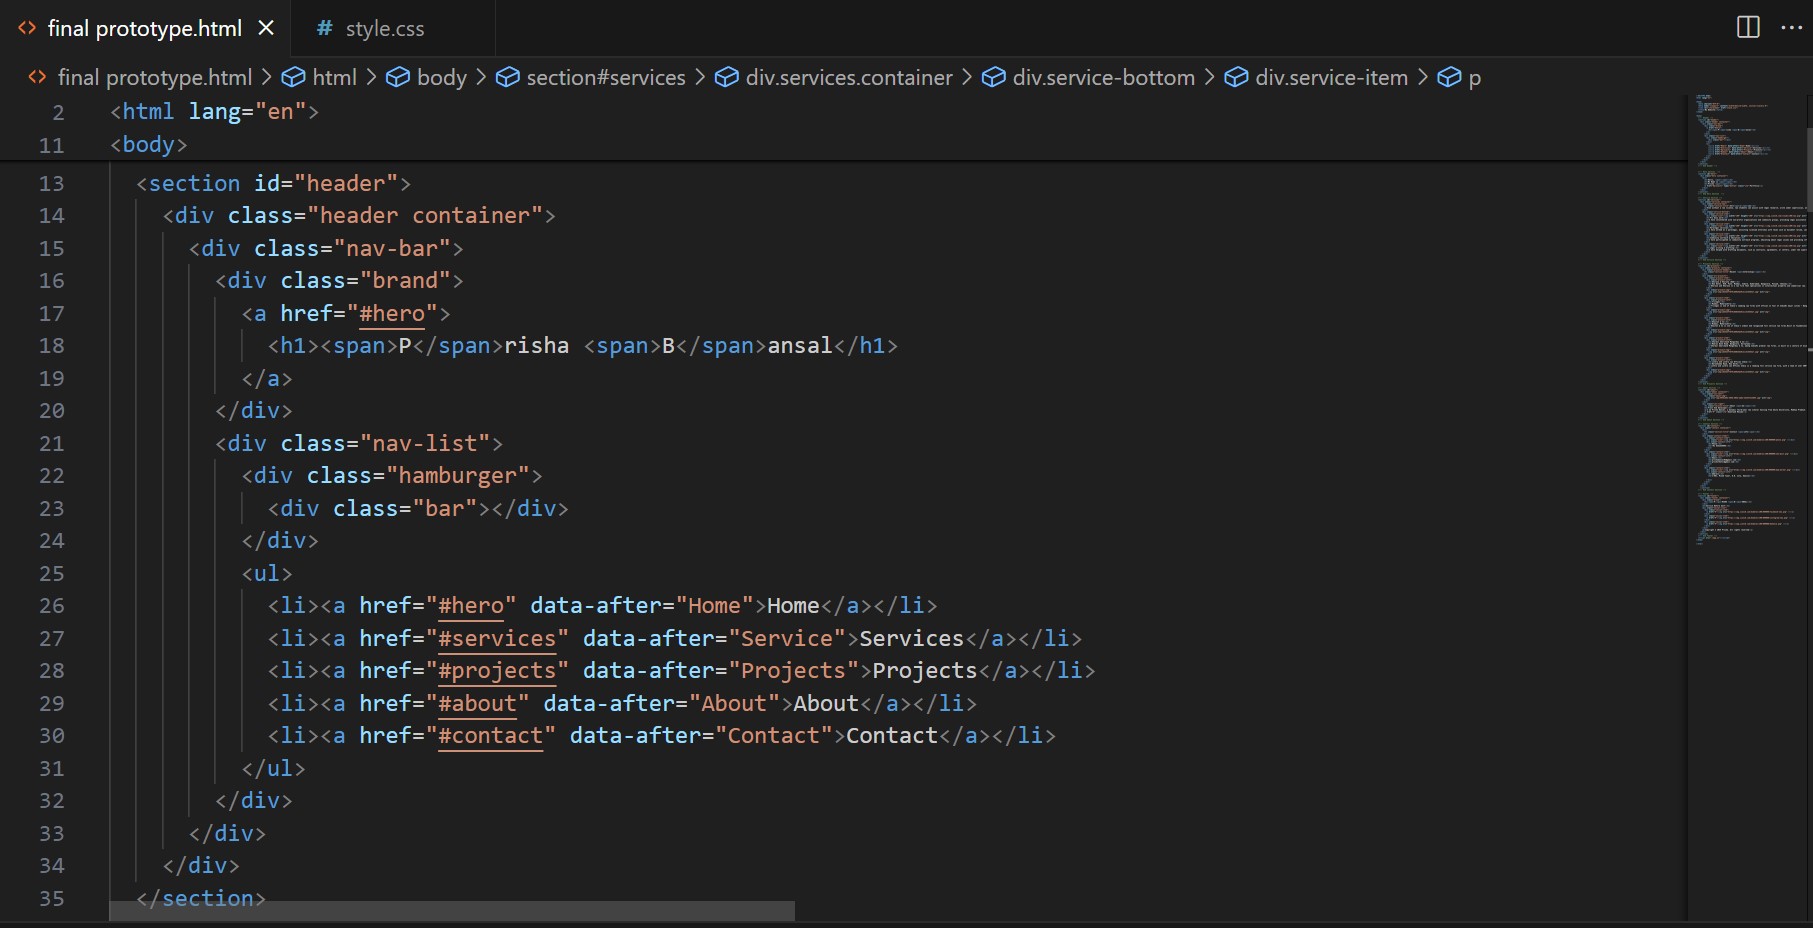 final prototype.html
# style.css
final prototype.html > html > body > section#services > div.services.container > div.service-bottom > div.service-item > p
2 <html lang="en">
11 <body>
13 <section id="header">
14 <div class="header container">
15 <div class="nav-bar">
16 <div class="brand">
17 <a href="#hero">
18 <h1><span>P</span>risha <span>B</span>ansal</h1>
19 </a>
20 </div>
21 <div class="nav-list">
22 <div class="hamburger">
23 <div class="bar"></div>
24 </div>
25 <ul>
26 <li><a href="#hero" data-after="Home">Home</a></li>
27 <li><a href="#services" data-after="Service">Services</a></li>
28 <li><a href="#projects" data-after="Projects">Projects</a></li>
29 <li><a href="#about" data-after="About">About</a></li>
30 <li><a href="#contact" data-after="Contact">Contact</a></li>
31 </ul>
32 </div>
33 </div>
34 </div>
35 </section>